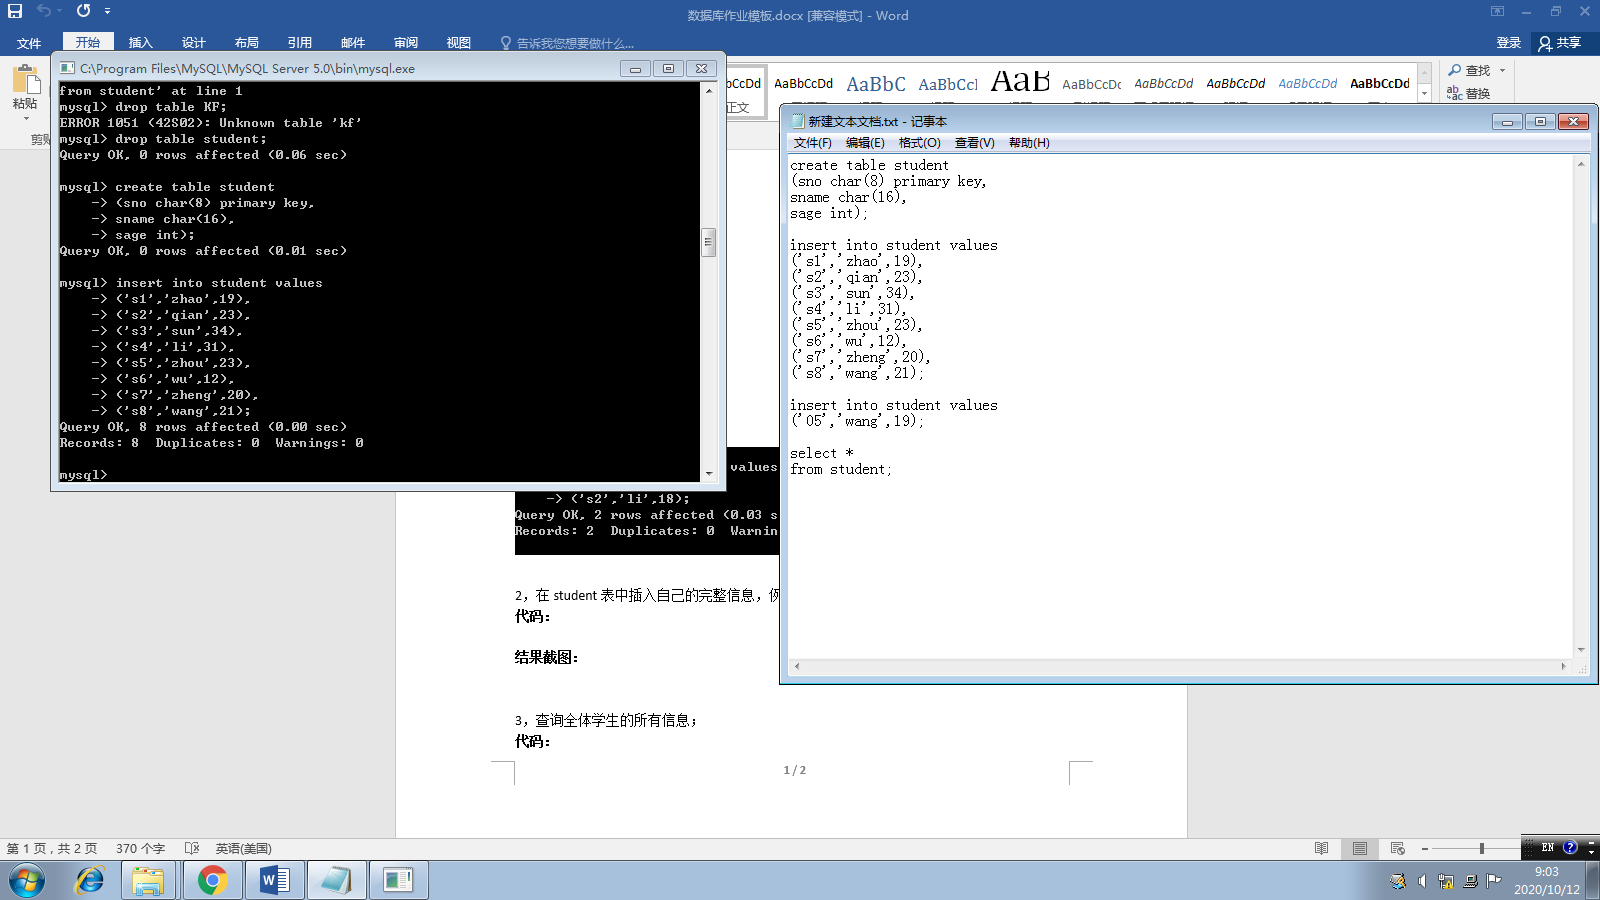 数据库作业模板.docx [兼容模式] - Word
文件 开始 插入 设计 布局 引用 邮件 审阅 视图 告诉我您想要做什么... 登录 共享
粘贴
正文
AaBbCcDd AaBbC AaBbCc AaB AaBbCcDc AaBbCcDd AaBbCcDd AaBbCcDd AaBbCcDd
查找
替换
C:\Program Files\MySQL\MySQL Server 5.0\bin\mysql.exe
from student' at line 1
mysql> drop table KF;
ERROR 1051 (42S02): Unknown table 'kf'
mysql> drop table student;
Query OK, 0 rows affected (0.06 sec)
mysql> create table student
-> (sno char(8) primary key,
-> sname char(16),
-> sage int);
Query OK, 0 rows affected (0.01 sec)
mysql> insert into student values
-> ('s1','zhao',19),
-> ('s2','qian',23),
-> ('s3','sun',34),
-> ('s4','li',31),
-> ('s5','zhou',23),
-> ('s6','wu',12),
-> ('s7','zheng',20),
-> ('s8','wang',21);
Query OK, 8 rows affected (0.00 sec)
Records: 8  Duplicates: 0  Warnings: 0
mysql>
新建文本文档.txt - 记事本
文件(F) 编辑(E) 格式(O) 查看(V) 帮助(H)
create table student
(sno char(8) primary key,
sname char(16),
sage int);
insert into student values
('s1','zhao',19),
('s2','qian',23),
('s3','sun',34),
('s4','li',31),
('s5','zhou',23),
('s6','wu',12),
('s7','zheng',20),
('s8','wang',21);
insert into student values
('05','wang',19);
select *
from student;
values
-> ('s2','li',18);
Query OK, 2 rows affected (0.03 s
Records: 2  Duplicates: 0  Warnin
2，在 student 表中插入自己的完整信息，
代码：
结果截图：
3，查询全体学生的所有信息；
代码：
1 / 2
第 1 页，共 2 页 370 个字 英语(美国)
EN
9:03
2020/10/12